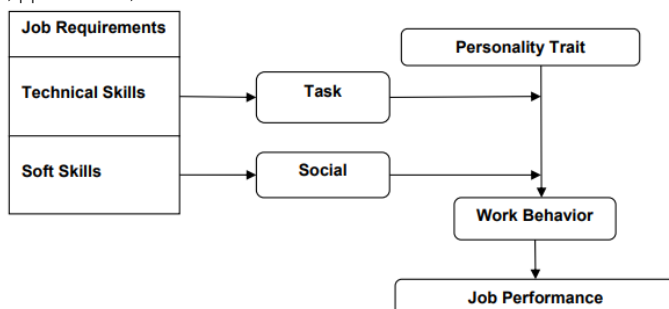 Job Requirements
Personality Trait
Technical Skills
Task
Soft Skills
Social
Work Behavior
Job Performance